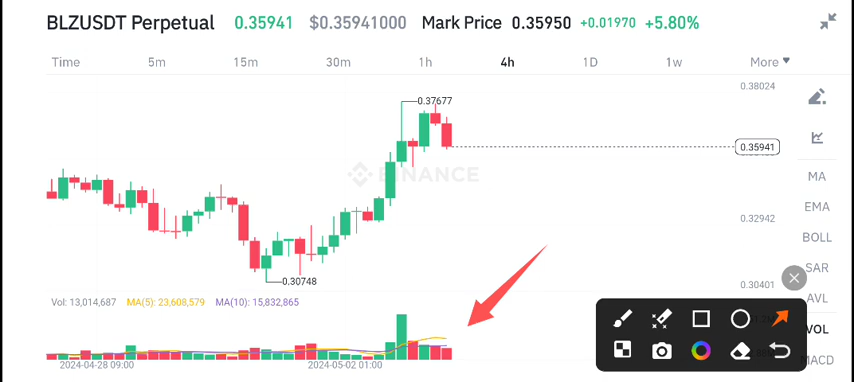 BLZUSDT Perpetual 0.35941 $0.35941000 Mark Price 0.35950 +0.01970 +5.80%
Time 5m 15m 30m 1h 4h 1D 1w More
0.38024
0.37677
0.35941
BINANCE
MA
EMA
0.32942
BOLL
SAR
0.30748
0.30401
AVL
Vol: 13,014,687 MA(5): 23,608,579 MA(10): 15,832,865
VOL
MACD
2024-04-28 09:00 2024-05-02 01:00